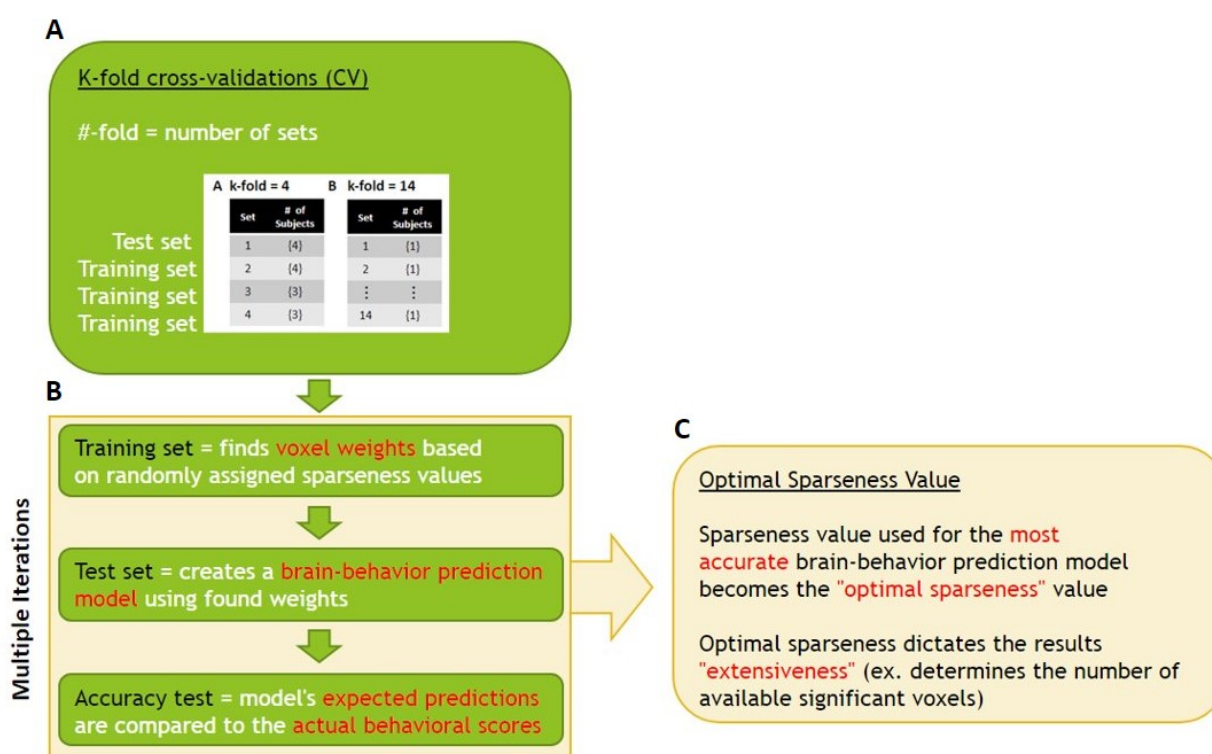 A
K-fold cross-validations (CV)
#-fold = number of sets
A k-fold = 4 B k-fold = 14
Set # of Subjects Set # of Subjects
Test set 1 {4} 1 {1}
Training set 2 {4} 2 {1}
Training set 3 {3} ⋮ ⋮
Training set 4 {3} 14 {1}
B
Multiple Iterations
Training set = finds voxel weights based
on randomly assigned sparseness values
Test set = creates a brain-behavior prediction
model using found weights
Accuracy test = model's expected predictions
are compared to the actual behavioral scores
C
Optimal Sparseness Value
Sparseness value used for the most
accurate brain-behavior prediction model
becomes the "optimal sparseness" value
Optimal sparseness dictates the results
"extensiveness" (ex. determines the number of
available significant voxels)